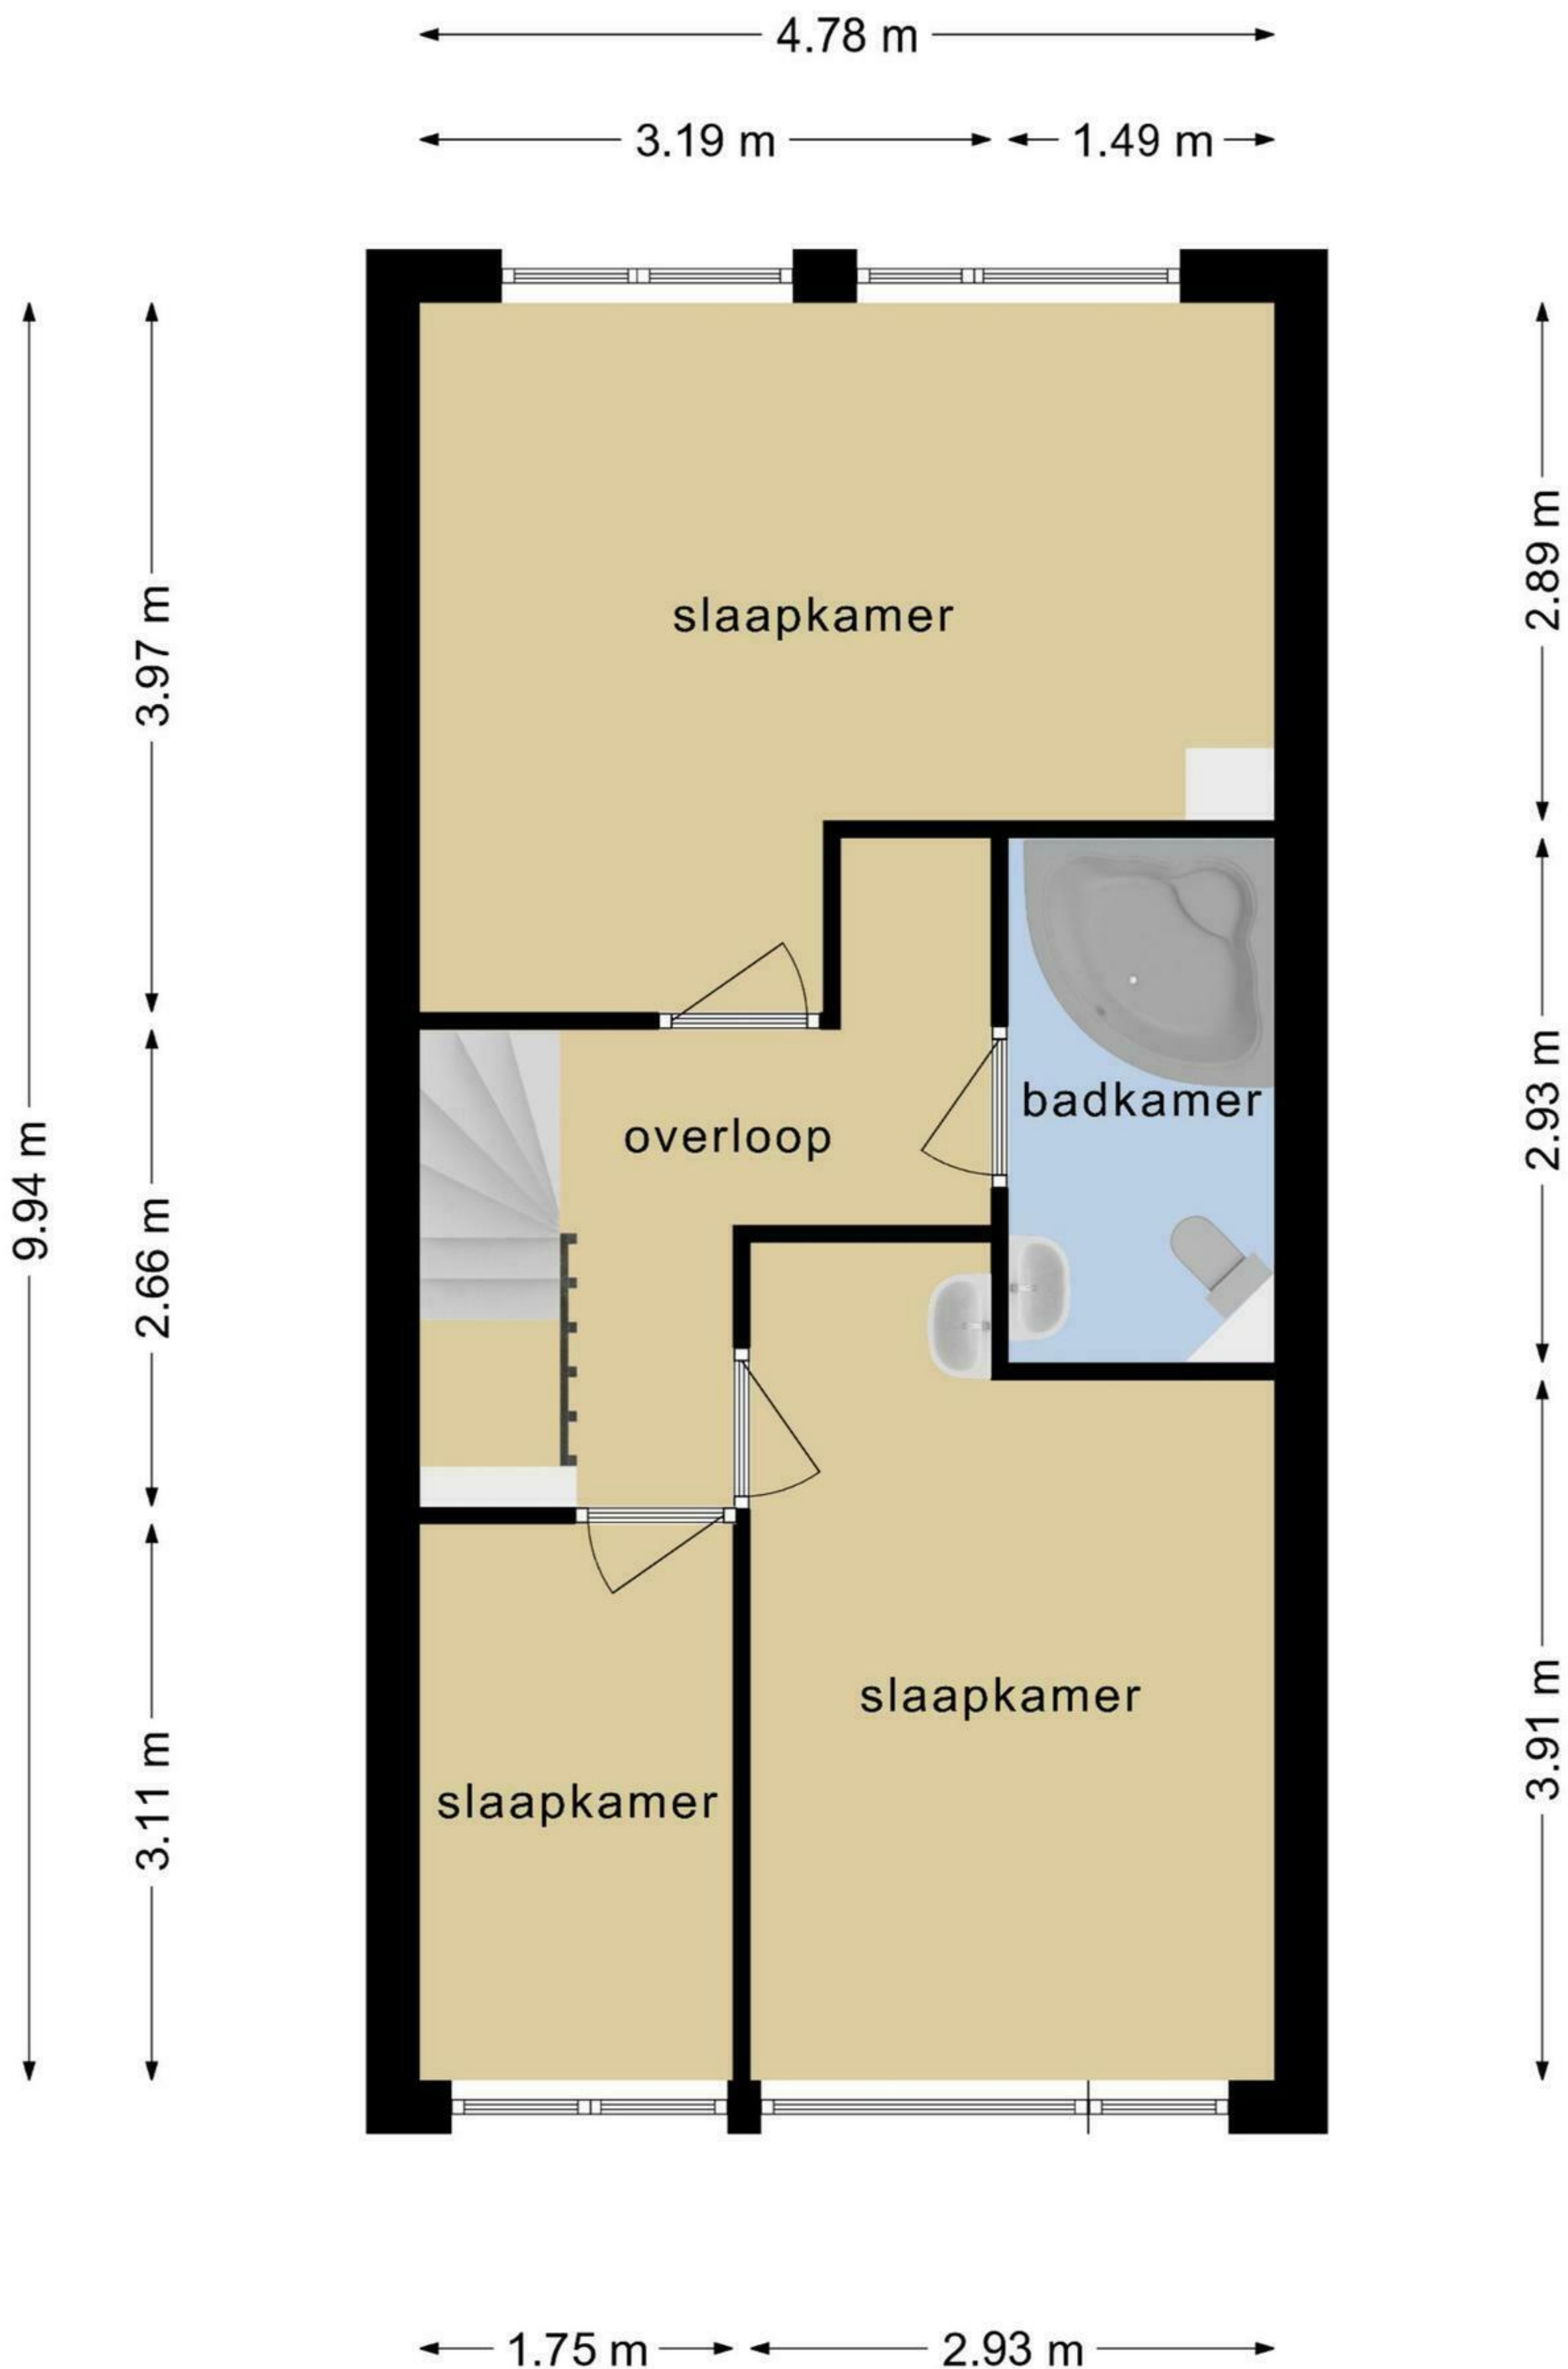 4.78 m
3.19 m
1.49 m
slaapkamer
2.89 m
3.97 m
badkamer
overloop
2.93 m
9.94 m
2.66 m
slaapkamer
3.91 m
slaapkamer
3.11 m
1.75 m
2.93 m